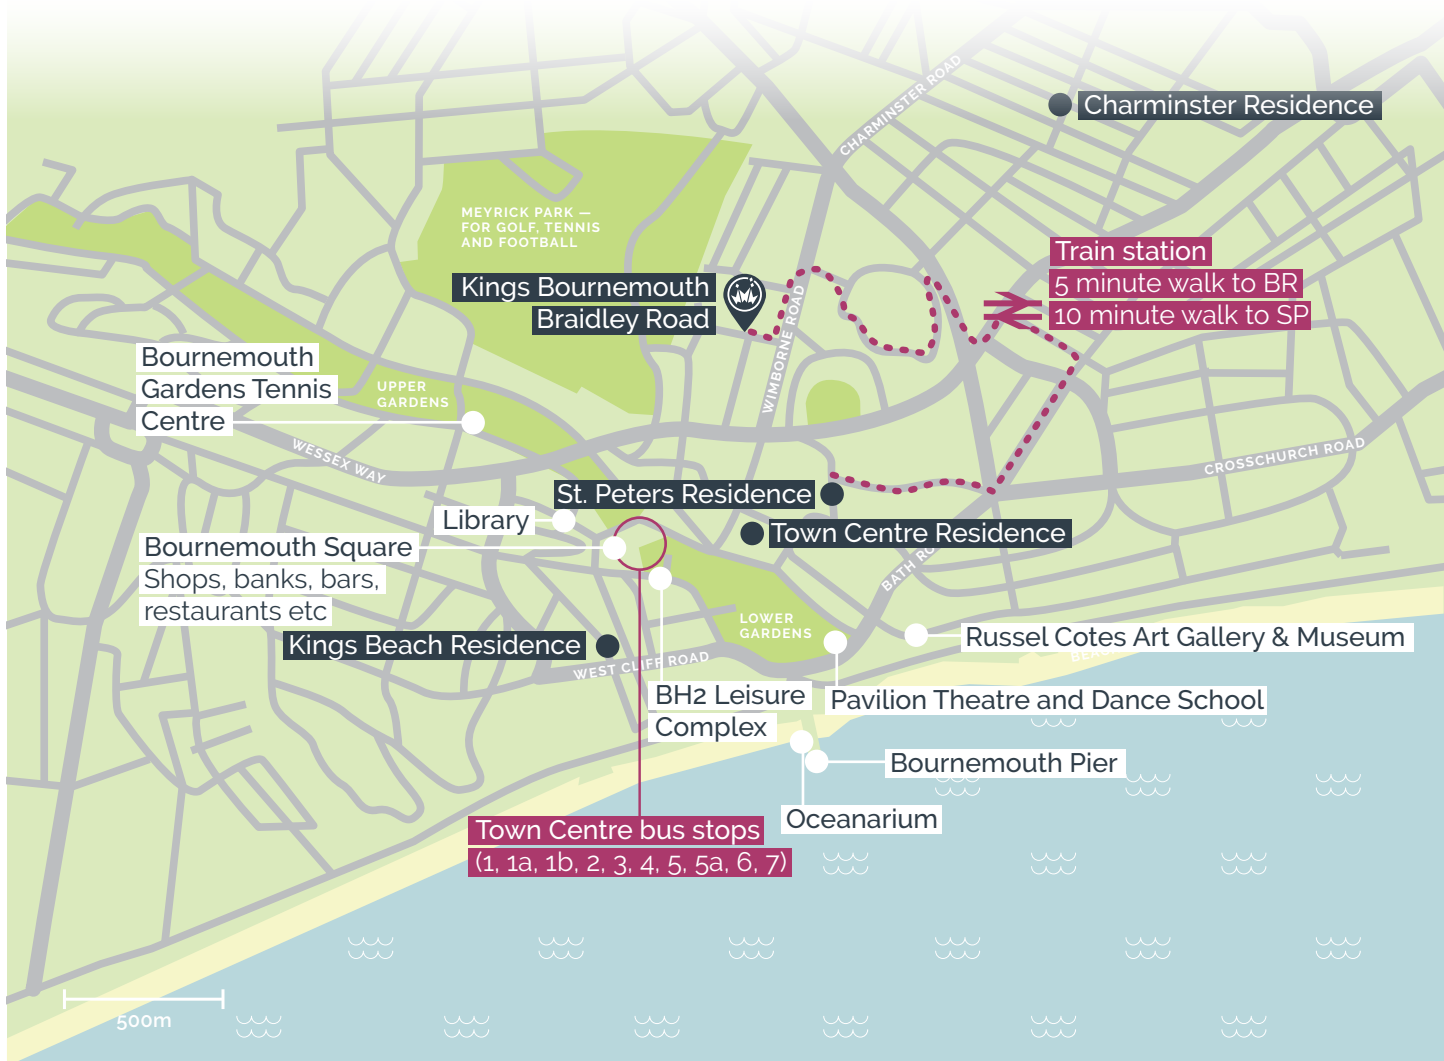 CHARMINSTER ROAD
Charminster Residence
MEYRICK PARK —
FOR GOLF, TENNIS
AND FOOTBALL
Train station
5 minute walk to BR
10 minute walk to SP
Kings Bournemouth
Braidley Road
WIMBORNE ROAD
Bournemouth
Gardens Tennis
Centre
UPPER
GARDENS
WESSEX WAY
CROSSCHURCH ROAD
St. Peters Residence
Library
Town Centre Residence
Bournemouth Square
Shops, banks, bars,
restaurants etc
BATH
LOWER
GARDENS
Kings Beach Residence
WEST CLIFF ROAD
Russel Cotes Art Gallery & Museum
BH2 Leisure
Complex
Pavilion Theatre and Dance School
Bournemouth Pier
Oceanarium
Town Centre bus stops
(1, 1a, 1b, 2, 3, 4, 5, 5a, 6, 7)
500m